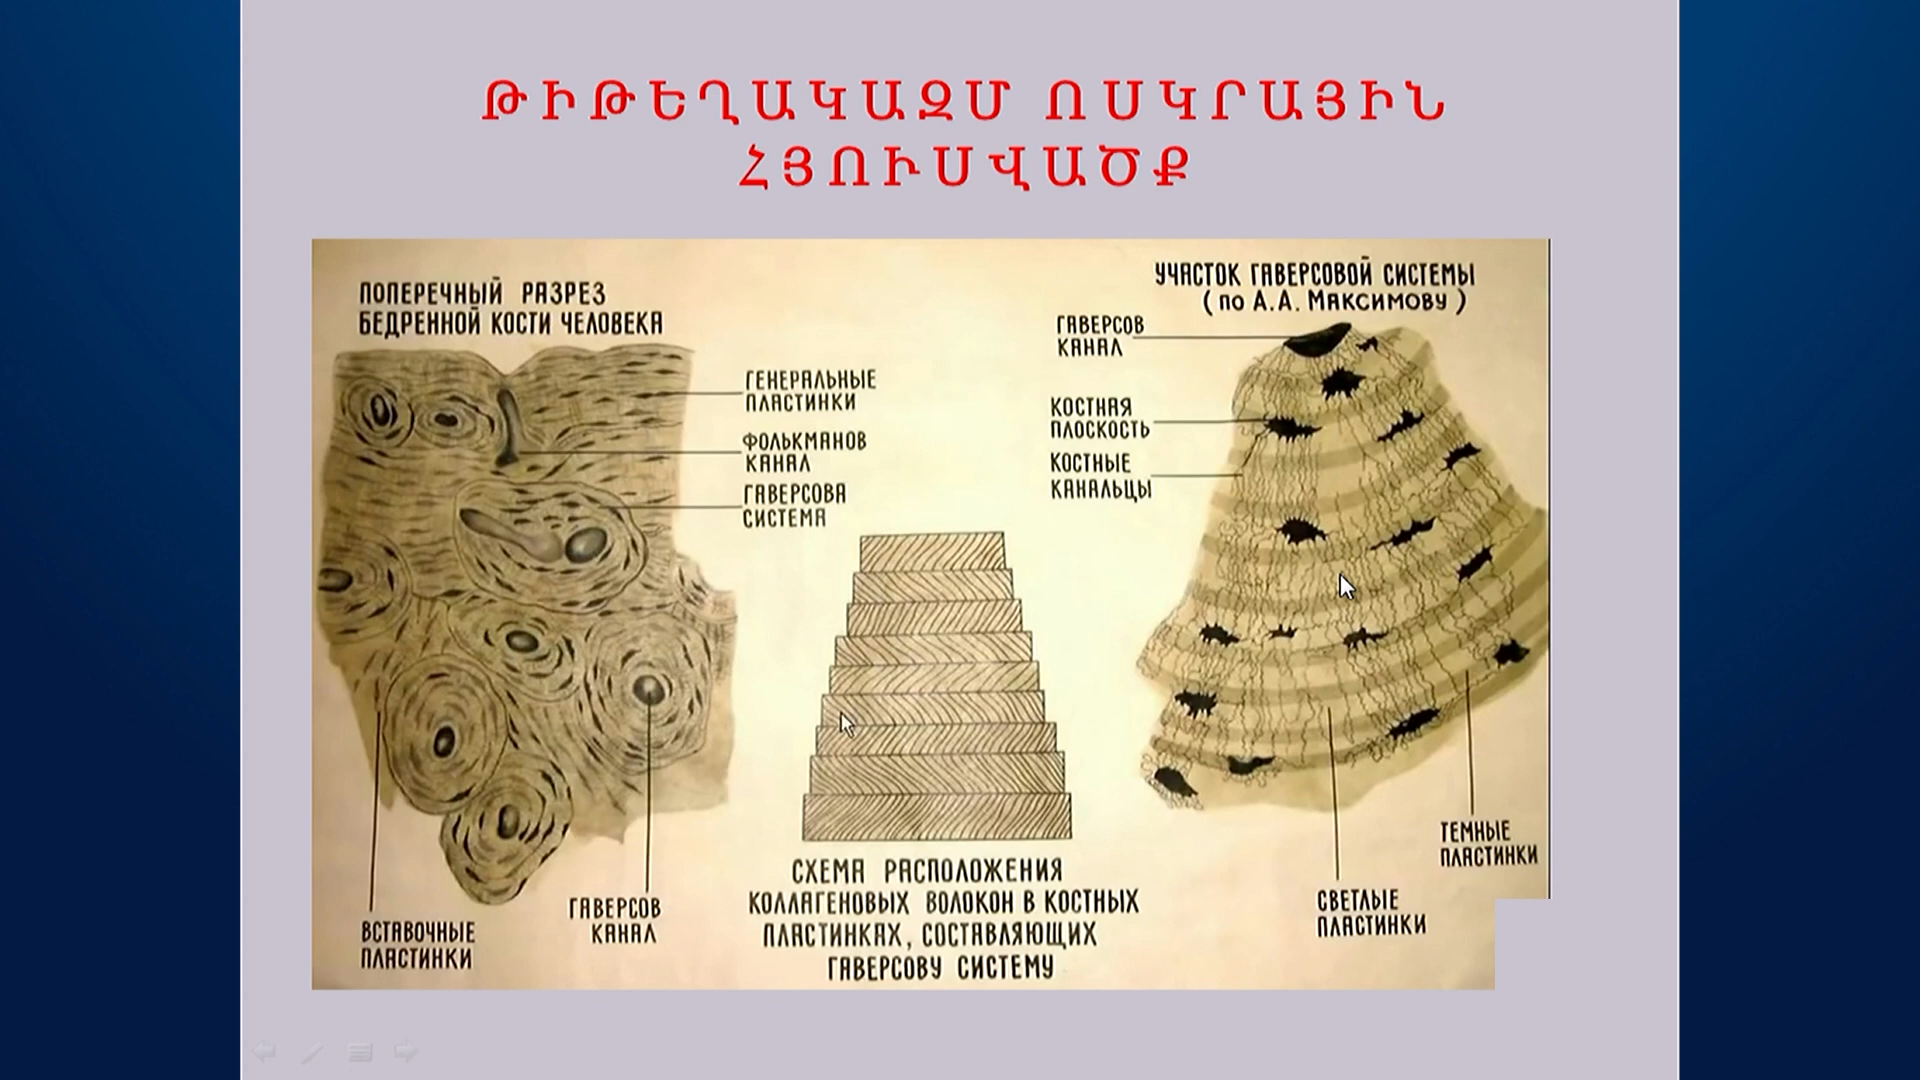 ԹԻԹԵՂԱԿԱԶՄ ՈՍԿՐԱՅԻՆ
ՀՅՈՒՍՎԱԾՔ
ПОПЕРЕЧНЫЙ РАЗРЕЗ
БЕДРЕННОЙ КОСТИ ЧЕЛОВЕКА
ГЕНЕРАЛЬНЫЕ
ПЛАСТИНКИ
ФОЛЬКМАНОВ
КАНАЛ
ГАВЕРСОВА
СИСТЕМА
ВСТАВОЧНЫЕ
ПЛАСТИНКИ
ГАВЕРСОВ
КАНАЛ
СХЕМА РАСПОЛОЖЕНИЯ
КОЛЛАГЕНОВЫХ ВОЛОКОН В КОСТНЫХ
ПЛАСТИНКАХ, СОСТАВЛЯЮЩИХ
ГАВЕРСОВУ СИСТЕМУ
УЧАСТОК ГАВЕРСОВОЙ СИСТЕМЫ
(ПО А.А. МАКСИМОВУ)
ГАВЕРСОВ
КАНАЛ
КОСТНАЯ
ПЛОСКОСТЬ
КОСТНЫЕ
КАНАЛЬЦЫ
ТЕМНЫЕ
ПЛАСТИНКИ
СВЕТЛЫЕ
ПЛАСТИНКИ